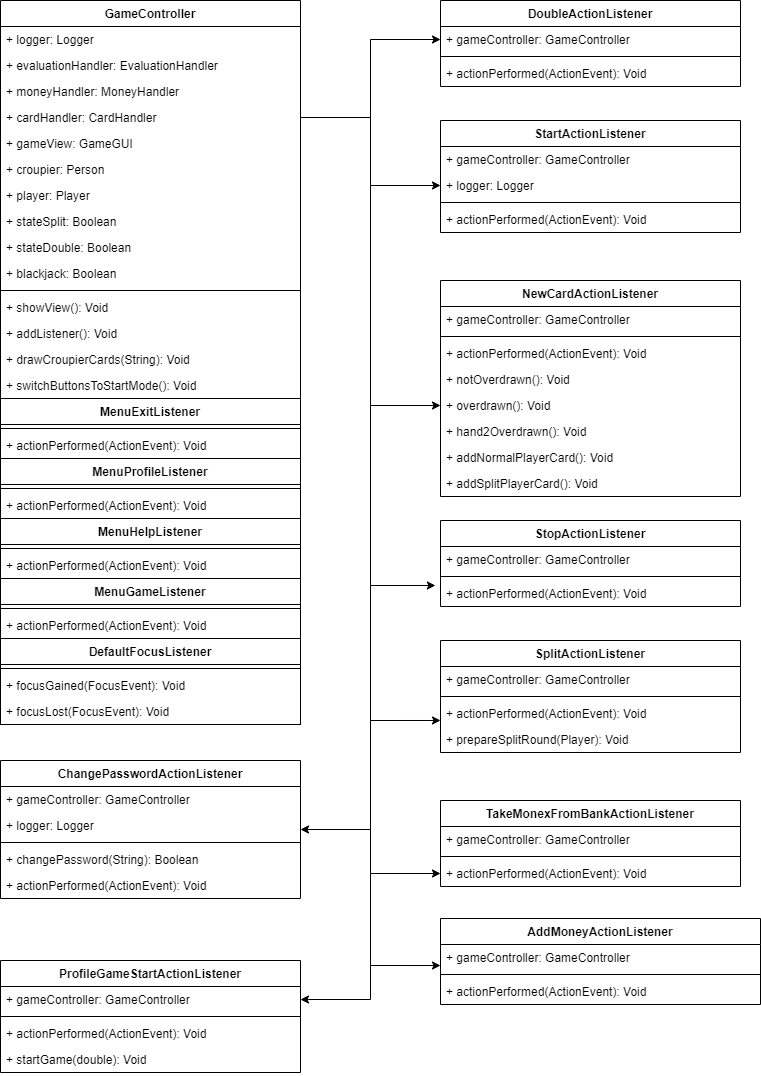 GameController
+ logger: Logger
+ evaluationHandler: EvaluationHandler
+ moneyHandler: MoneyHandler
+ cardHandler: CardHandler
+ gameView: GameGUI
+ croupier: Person
+ player: Player
+ stateSplit: Boolean
+ stateDouble: Boolean
+ blackjack: Boolean
+ showView(): Void
+ addListener(): Void
+ drawCroupierCards(String): Void
+ switchButtonsToStartMode(): Void
MenuExitListener
+ actionPerformed(ActionEvent): Void
MenuProfileListener
+ actionPerformed(ActionEvent): Void
MenuHelpListener
+ actionPerformed(ActionEvent): Void
MenuGameListener
+ actionPerformed(ActionEvent): Void
DefaultFocusListener
+ focusGained(FocusEvent): Void
+ focusLost(FocusEvent): Void
ChangePasswordActionListener
+ gameController: GameController
+ logger: Logger
+ changePassword(String): Boolean
+ actionPerformed(ActionEvent): Void
ProfileGameStartActionListener
+ gameController: GameController
+ actionPerformed(ActionEvent): Void
+ startGame(double): Void
DoubleActionListener
+ gameController: GameController
+ actionPerformed(ActionEvent): Void
StartActionListener
+ gameController: GameController
+ logger: Logger
+ actionPerformed(ActionEvent): Void
NewCardActionListener
+ gameController: GameController
+ actionPerformed(ActionEvent): Void
+ notOverdrawn(): Void
+ overdrawn(): Void
+ hand2Overdrawn(): Void
+ addNormalPlayerCard(): Void
+ addSplitPlayerCard(): Void
StopActionListener
+ gameController: GameController
+ actionPerformed(ActionEvent): Void
SplitActionListener
+ gameController: GameController
+ actionPerformed(ActionEvent): Void
+ prepareSplitRound(Player): Void
TakeMonexFromBankActionListener
+ gameController: GameController
+ actionPerformed(ActionEvent): Void
AddMoneyActionListener
+ gameController: GameController
+ actionPerformed(ActionEvent): Void